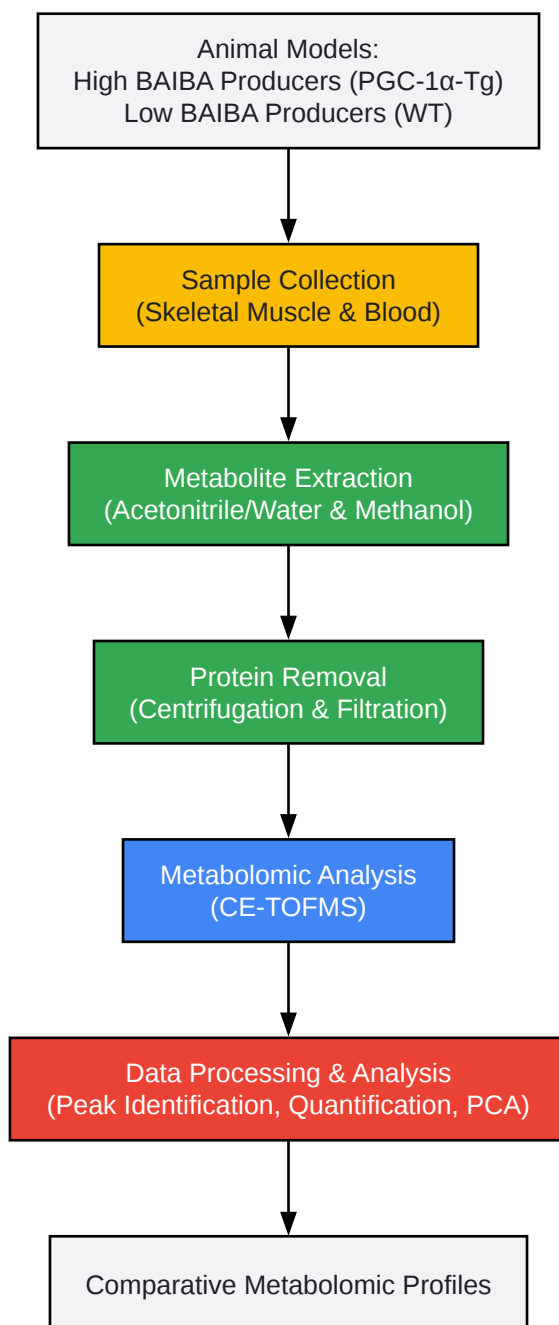 Animal Models:
High BAIBA Producers (PGC-1α-Tg)
Low BAIBA Producers (WT)
Sample Collection
(Skeletal Muscle & Blood)
Metabolite Extraction
(Acetonitrile/Water & Methanol)
Protein Removal
(Centrifugation & Filtration)
Metabolomic Analysis
(CE-TOFMS)
Data Processing & Analysis
(Peak Identification, Quantification, PCA)
Comparative Metabolomic Profiles